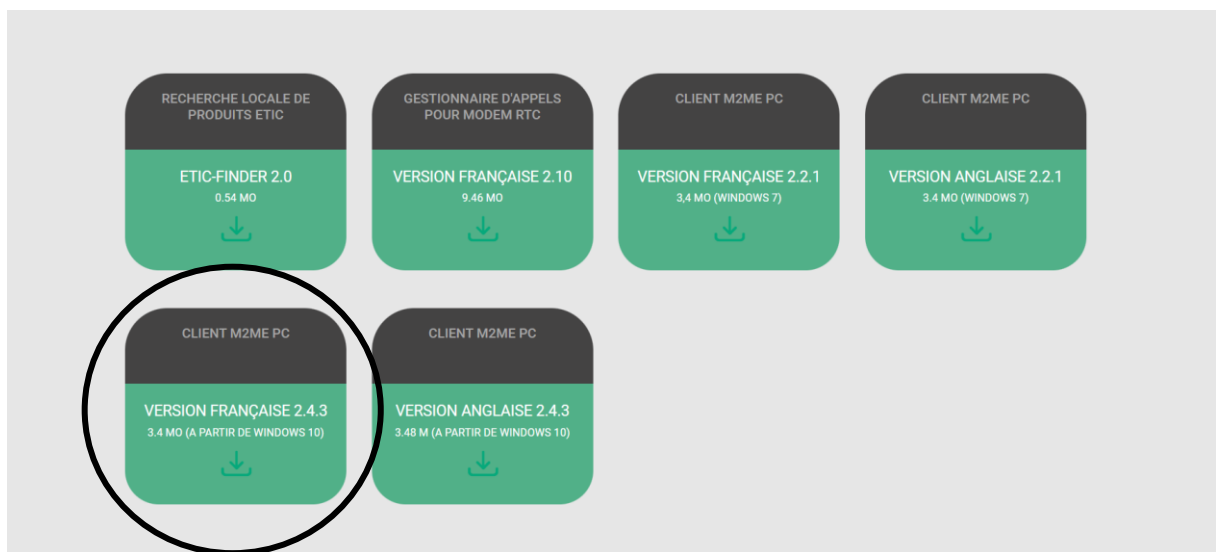 RECHERCHE LOCALE DE
PRODUITS ETIC
ETIC-FINDER 2.0
0.54 MO
GESTIONNAIRE D'APPELS
POUR MODEM RTC
VERSION FRANÇAISE 2.10
9.46 MO
CLIENT M2ME PC
VERSION FRANÇAISE 2.2.1
3,4 MO (WINDOWS 7)
CLIENT M2ME PC
VERSION ANGLAISE 2.2.1
3.4 MO (WINDOWS 7)
CLIENT M2ME PC
VERSION FRANÇAISE 2.4.3
3.4 MO (A PARTIR DE WINDOWS 10)
CLIENT M2ME PC
VERSION ANGLAISE 2.4.3
3.48 M (A PARTIR DE WINDOWS 10)